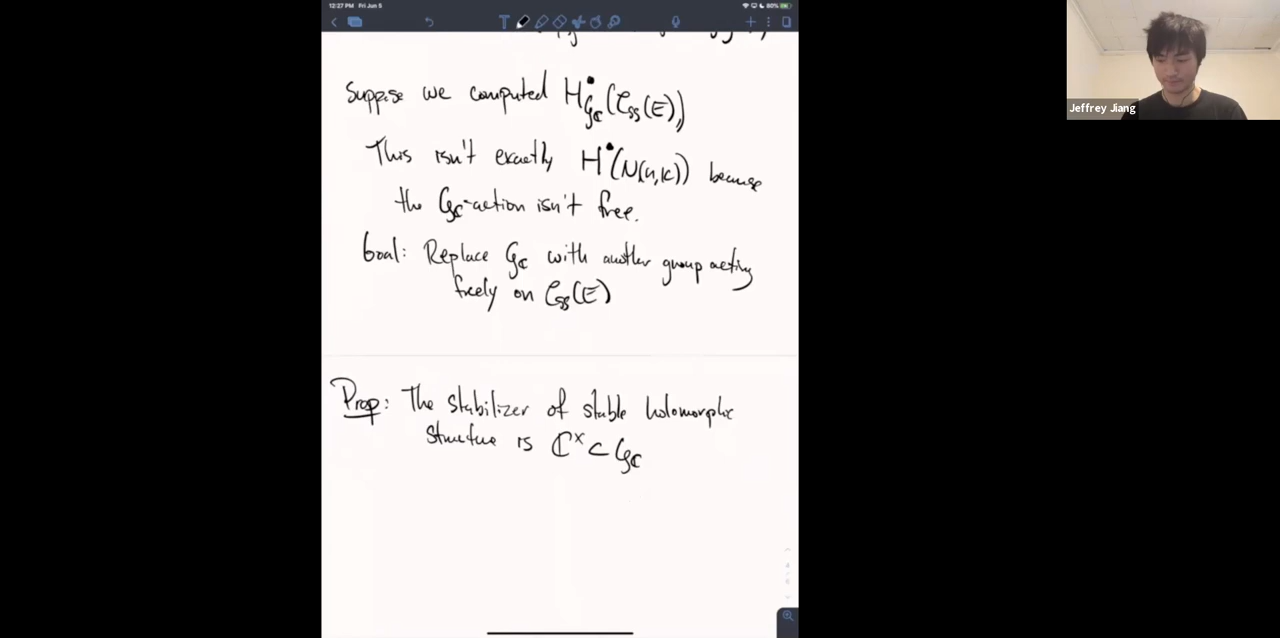 12:27 PM Fri Jun 5
80%
Suppose we computed H•_{𝒢_ℂ}(𝒞_ss(E))
This isn't exactly H•(N(n,k)) because
the 𝒢_ℂ-action isn't free.
Goal: Replace 𝒢_ℂ with another group acting
freely on 𝒞_ss(E)
Prop: The stabilizer of stable holomorphic
structure is ℂ^× ⊂ 𝒢_ℂ
Jeffrey Jiang